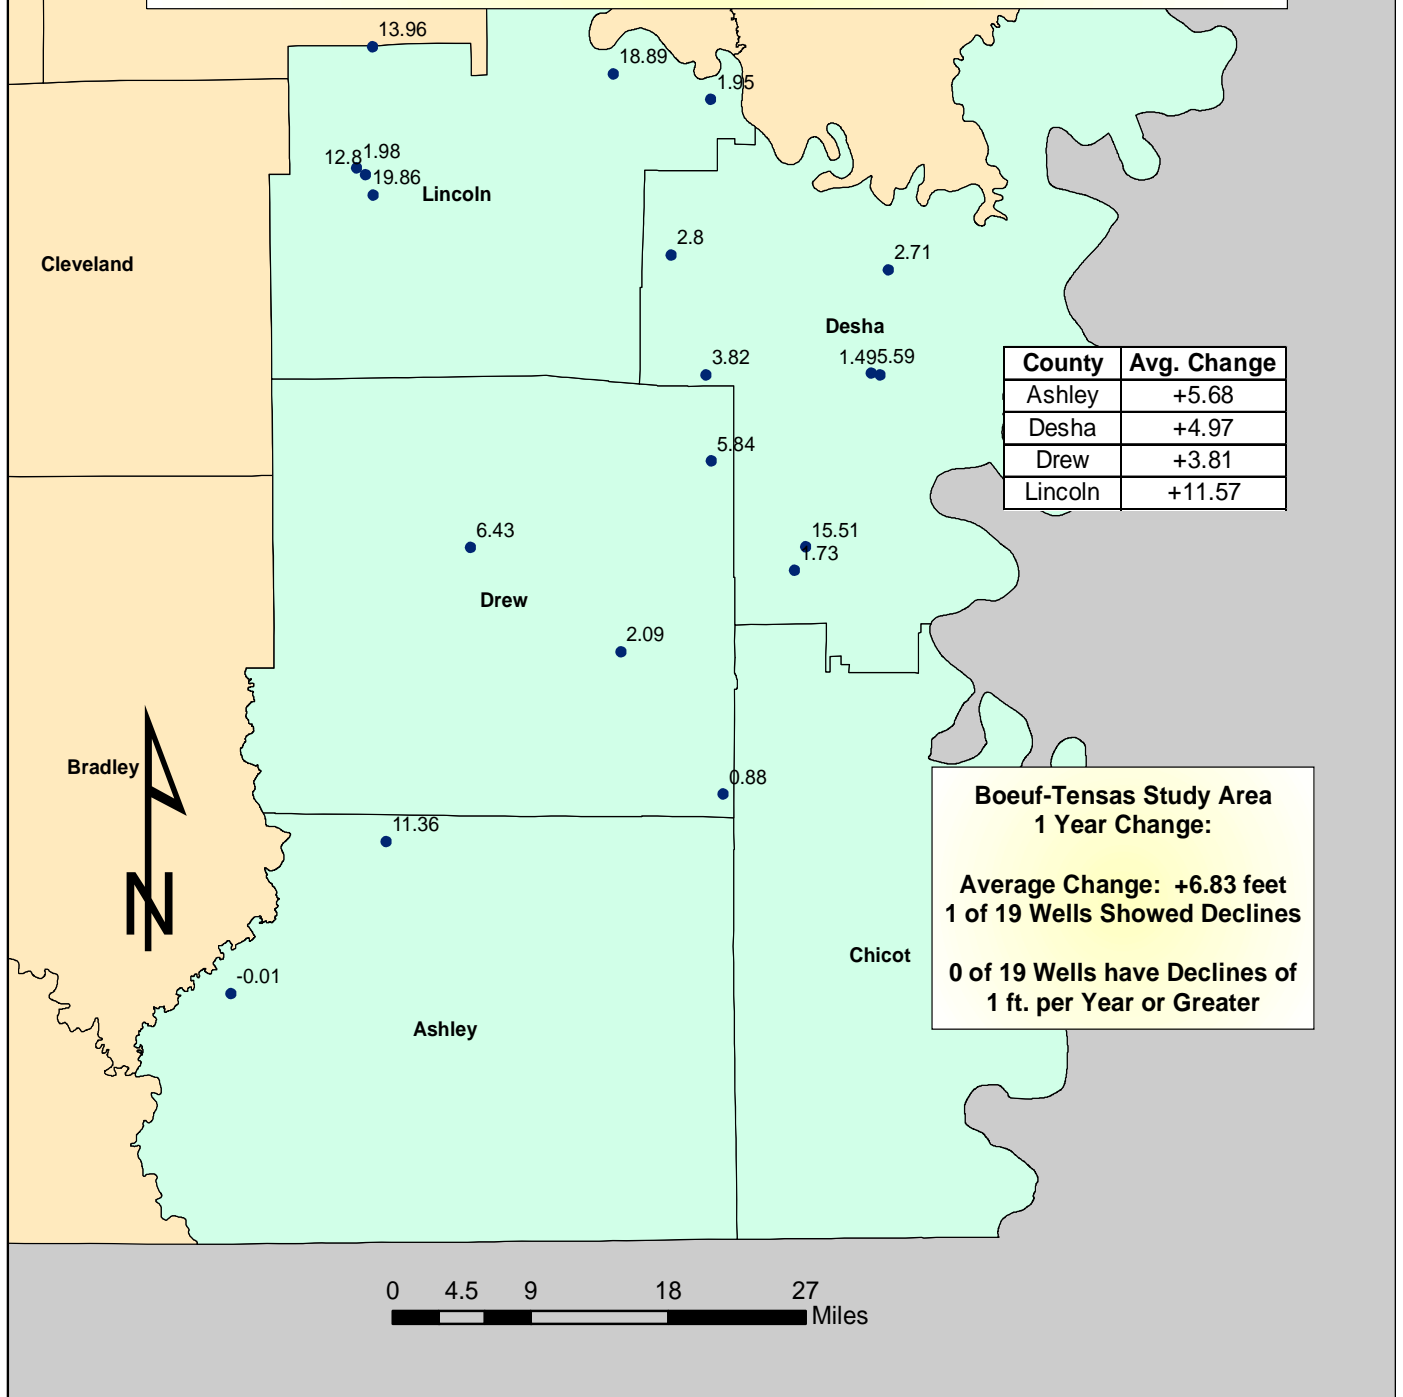 13.96
18.89
1.95
12.8
1.98
19.86
Lincoln
Cleveland
2.8
2.71
Desha
3.82
1.49
5.59
County Avg. Change
Ashley +5.68
Desha +4.97
Drew +3.81
Lincoln +11.57
5.84
6.43
15.51
1.73
Drew
2.09
Bradley
0.88
11.36
N
-0.01
Ashley
Chicot
Boeuf-Tensas Study Area
1 Year Change:
Average Change: +6.83 feet
1 of 19 Wells Showed Declines
0 of 19 Wells have Declines of
1 ft. per Year or Greater
0 4.5 9 18 27
Miles